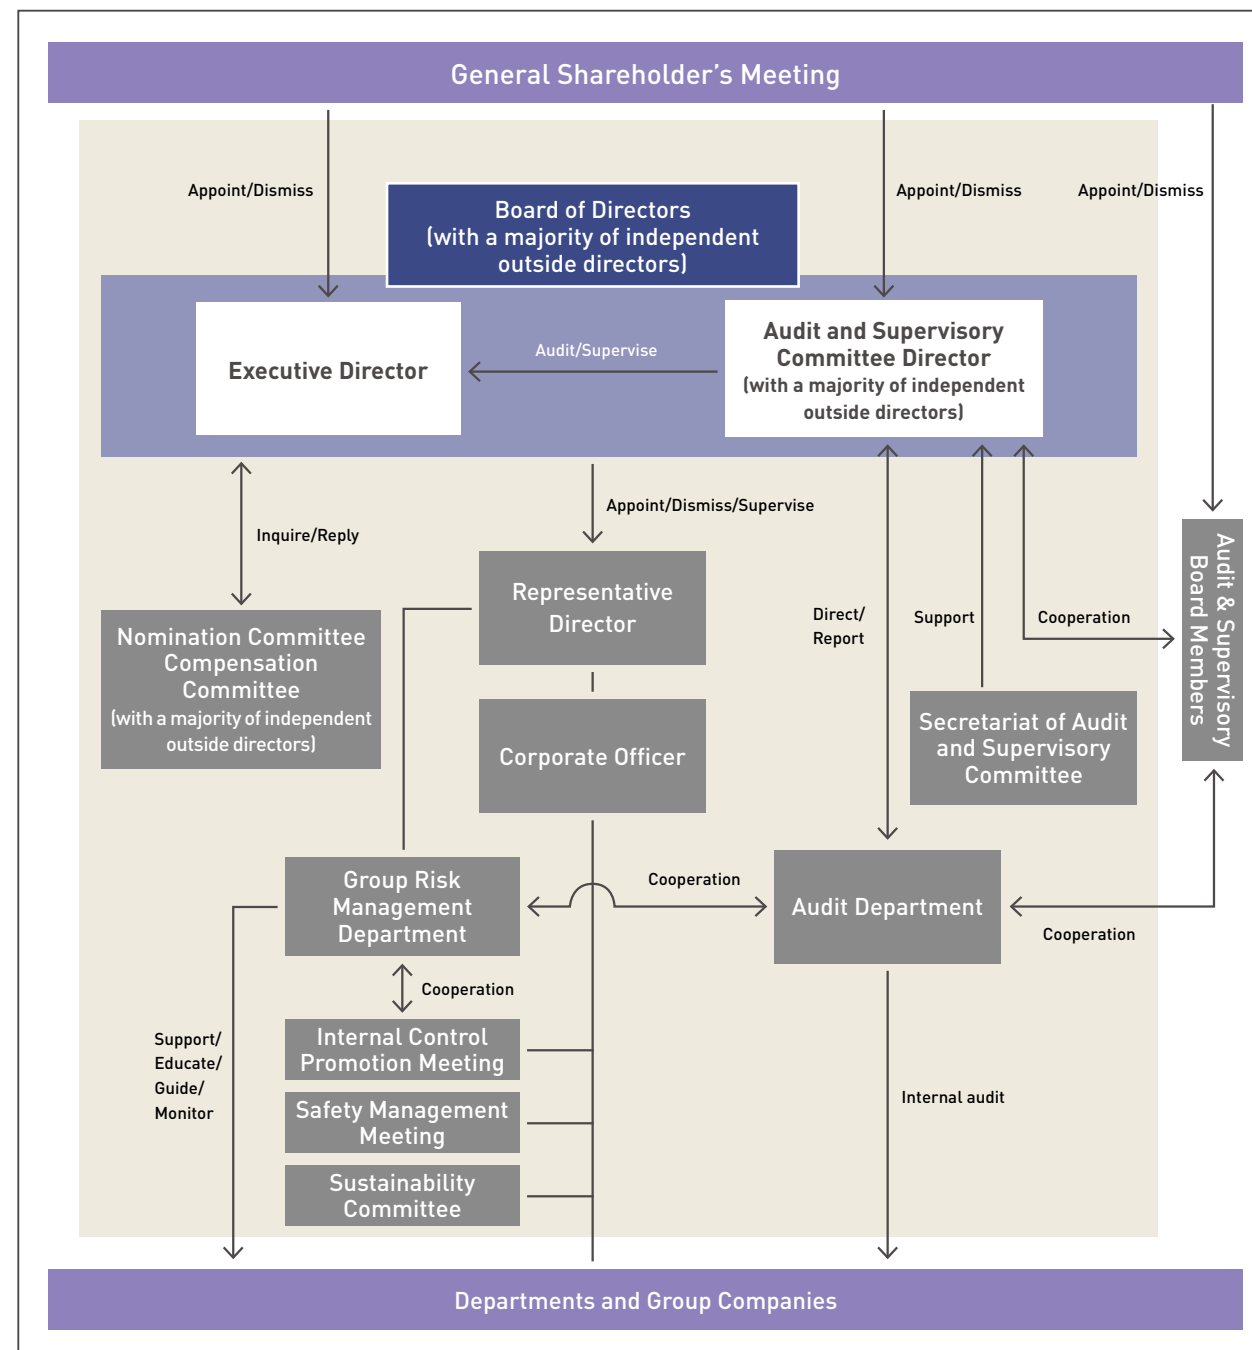 General Shareholder's Meeting
Appoint/Dismiss
Appoint/Dismiss
Appoint/Dismiss
Board of Directors
(with a majority of independent
outside directors)
Executive Director
Audit/Supervise
Audit and Supervisory
Committee Director
(with a majority of independent
outside directors)
Inquire/Reply
Appoint/Dismiss/Supervise
Representative
Director
Direct/
Report
Support
Cooperation
Audit & Supervisory
Board Members
Nomination Committee
Compensation
Committee
(with a majority of independent
outside directors)
Corporate Officer
Secretariat of Audit
and Supervisory
Committee
Group Risk
Management
Department
Cooperation
Audit Department
Cooperation
Cooperation
Internal Control
Promotion Meeting
Support/
Educate/
Guide/
Monitor
Safety Management
Meeting
Internal audit
Sustainability
Committee
Departments and Group Companies